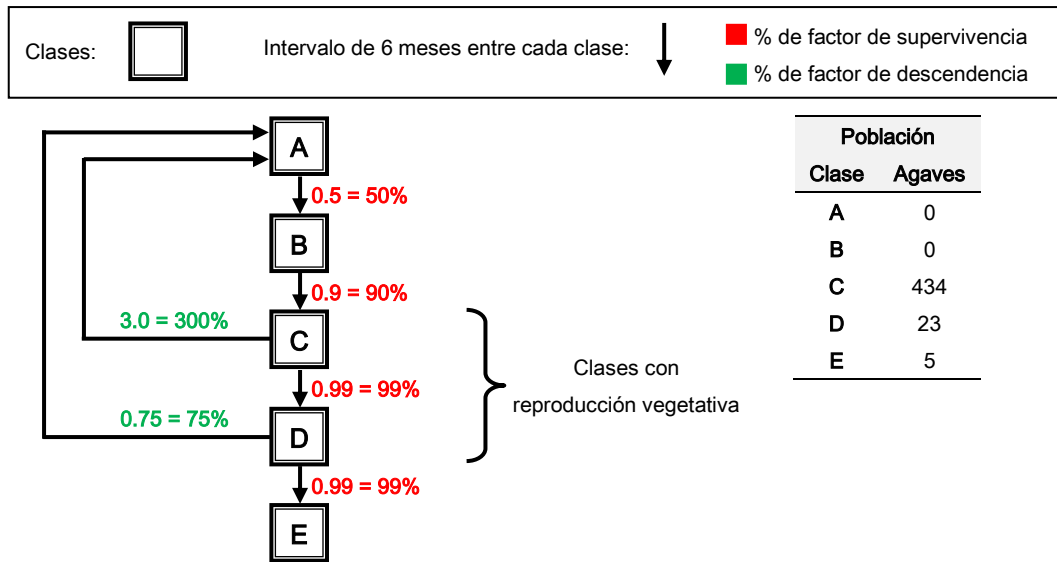 Clases:
Intervalo de 6 meses entre cada clase:
% de factor de supervivencia
% de factor de descendencia
A
0.5 = 50%
B
0.9 = 90%
3.0 = 300%
C
0.99 = 99%
0.75 = 75%
D
0.99 = 99%
E
Clases con
reproducción vegetativa
Población
Clase Agaves
A 0
B 0
C 434
D 23
E 5